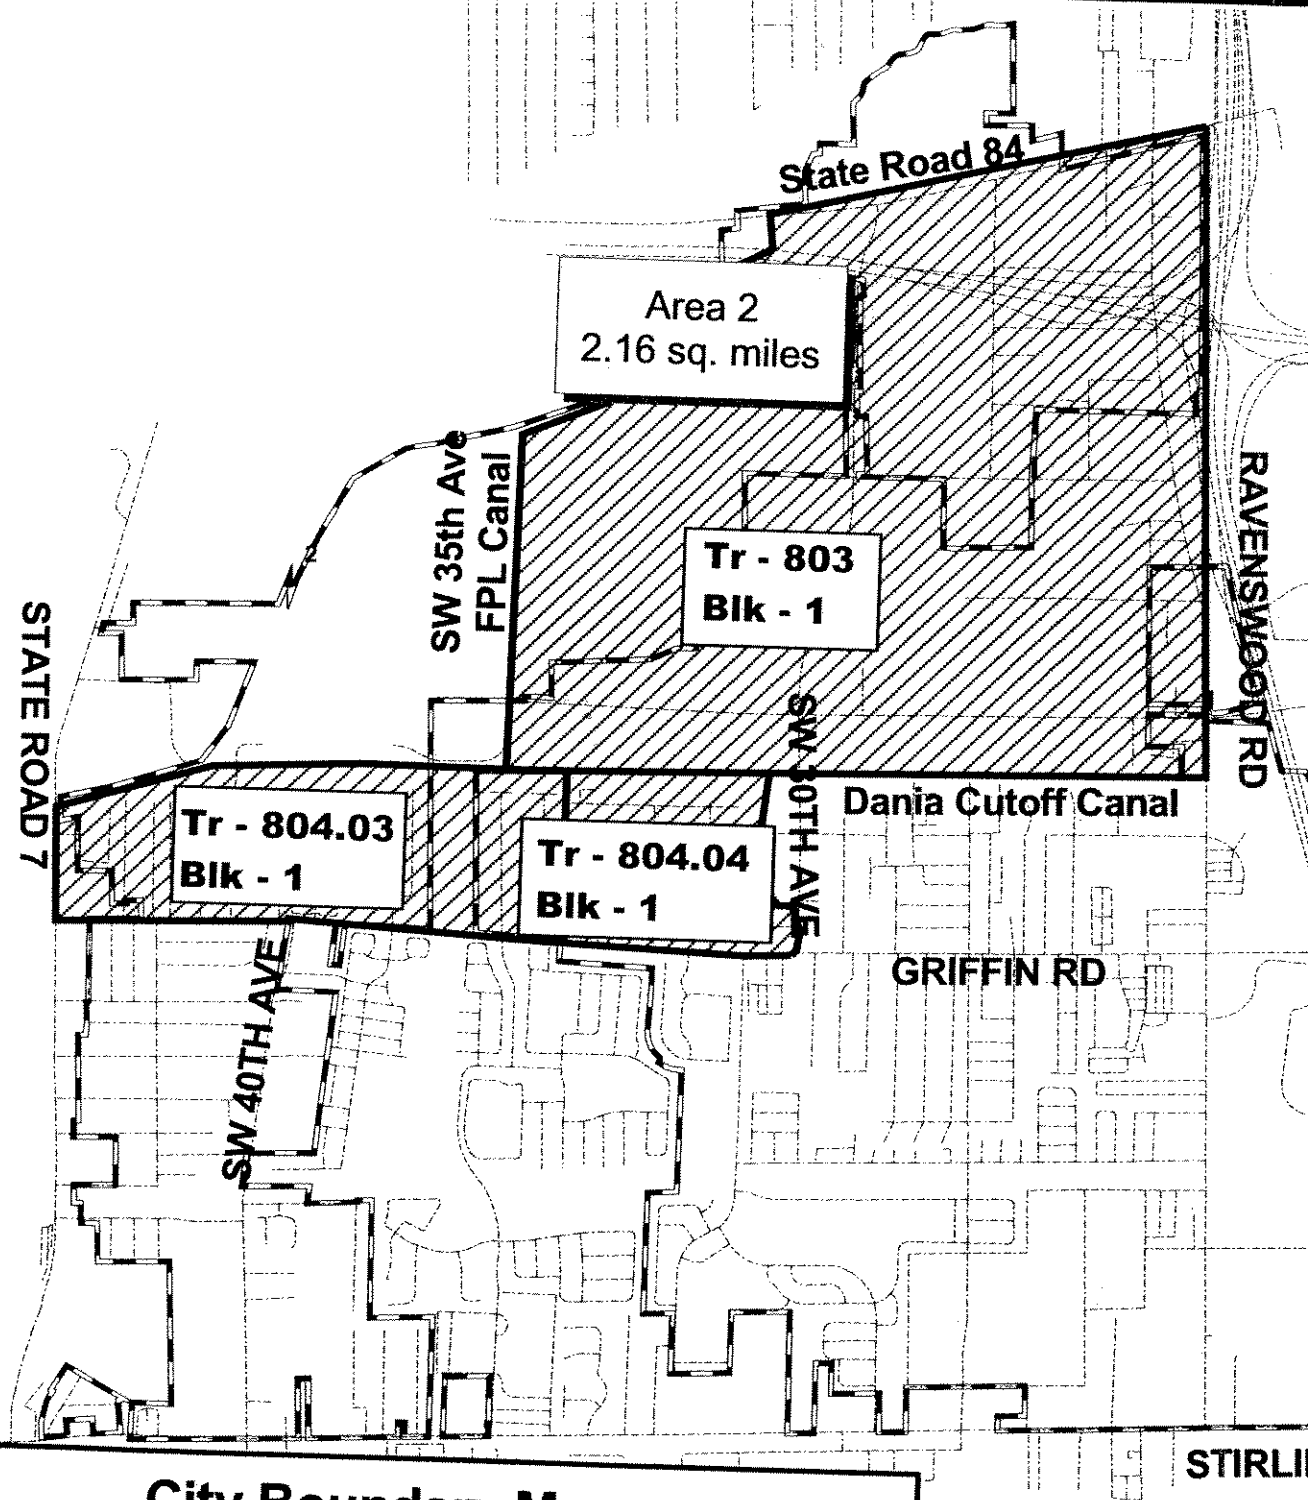 State Road 84
Area 2
2.16 sq. miles
SW 35th Ave
FPL Canal
Tr - 803
Blk - 1
RAVENSWOOD RD
STATE ROAD 7
SW 30TH AVE
Dania Cutoff Canal
Tr - 804.03
Blk - 1
Tr - 804.04
Blk - 1
GRIFFIN RD
SW 40TH AVE
City